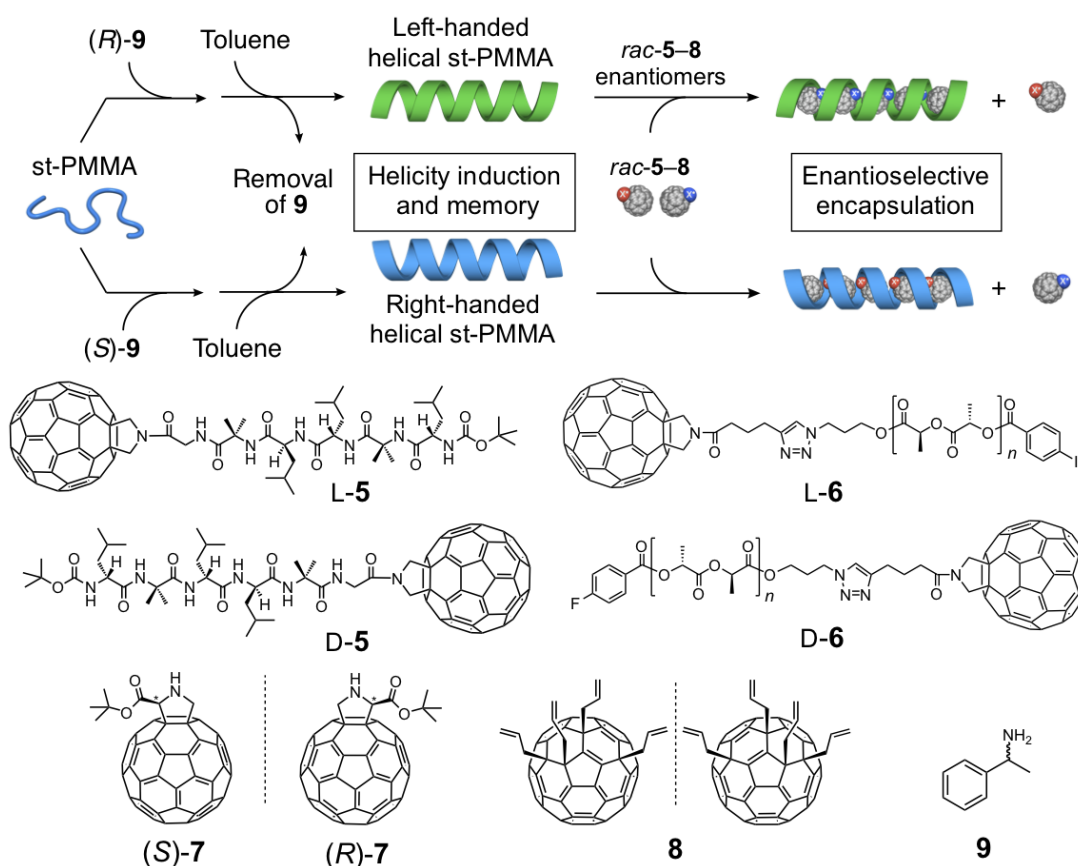 (R)-9
Toluene
Left-handed
helical st-PMMA
rac-5–8
enantiomers
X*
X*
X*
X*
+
st-PMMA
Removal
of 9
Helicity induction
and memory
rac-5–8
X*
X*
Enantioselective
encapsulation
(S)-9
Toluene
Right-handed
helical st-PMMA
X*
X*
X*
X*
+
X*
N
O
H
N
O
N
H
O
H
N
H
O
H
N
H
O
N
H
O
H
N
H
O
O
L-5
N
O
N
N=N
O
O
O
O
O
n
O
L-6
O
O
N
H
H
O
H
N
O
N
H
H
O
H
N
H
O
N
H
O
H
N
O
N
D-5
F
O
O
O
O
O
n
O
N
N=N
O
N
D-6
O
O
*
H
N
(S)-7
H
N
*
O
O
(R)-7
8
NH2
9